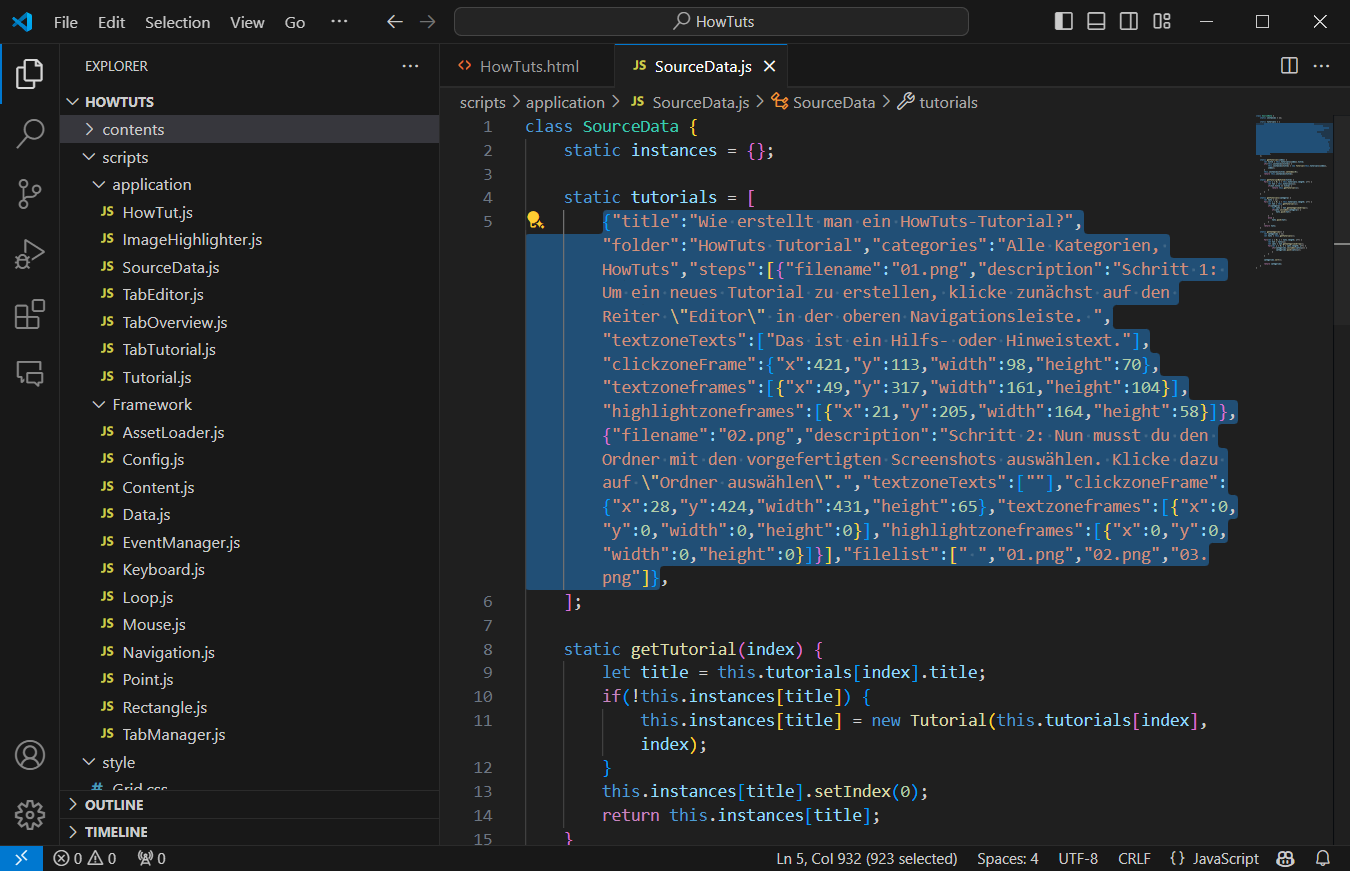 File Edit Selection View Go ··· HowTuts
EXPLORER ···
HOWTUTS
contents
scripts
application
JS HowTut.js
JS ImageHighlighter.js
JS SourceData.js
JS TabEditor.js
JS TabOverview.js
JS TabTutorial.js
JS Tutorial.js
Framework
JS AssetLoader.js
JS Config.js
JS Content.js
JS Data.js
JS EventManager.js
JS Keyboard.js
JS Loop.js
JS Mouse.js
JS Navigation.js
JS Point.js
JS Rectangle.js
JS TabManager.js
style
# Grid.css
OUTLINE
TIMELINE
<> HowTuts.html JS SourceData.js ···
scripts > application > JS SourceData.js > SourceData > tutorials
1 class SourceData {
2 static instances = {};
3
4 static tutorials = [
5 {"title":"Wie erstellt man ein HowTuts-Tutorial?",
"folder":"HowTuts Tutorial","categories":"Alle Kategorien,
HowTuts","steps":[{"filename":"01.png","description":"Schritt 1:
Um ein neues Tutorial zu erstellen, klicke zunächst auf den
Reiter \"Editor\" in der oberen Navigationsleiste. ",
"textzoneTexts":["Das ist ein Hilfs- oder Hinweistext."],
"clickzoneFrame":{"x":421,"y":113,"width":98,"height":70},
"textzoneframes":[{"x":49,"y":317,"width":161,"height":104}],
"highlightzoneframes":[{"x":21,"y":205,"width":164,"height":58}]},
{"filename":"02.png","description":"Schritt 2: Nun musst du den
Ordner mit den vorgefertigten Screenshots auswählen. Klicke dazu
auf \"Ordner auswählen\".","textzoneTexts":[""],"clickzoneFrame":
{"x":28,"y":424,"width":431,"height":65},"textzoneframes":[{"x":0,
"y":0,"width":0,"height":0}],"highlightzoneframes":[{"x":0,"y":0,
"width":0,"height":0}]}],"filelist":[" ","01.png","02.png","03.
png"]},
6 ];
7
8 static getTutorial(index) {
9 let title = this.tutorials[index].title;
10 if(!this.instances[title]) {
11 this.instances[title] = new Tutorial(this.tutorials[index],
index);
12 }
13 this.instances[title].setIndex(0);
14 return this.instances[title];
15 }
0 0 0 Ln 5, Col 932 (923 selected) Spaces: 4 UTF-8 CRLF {} JavaScript